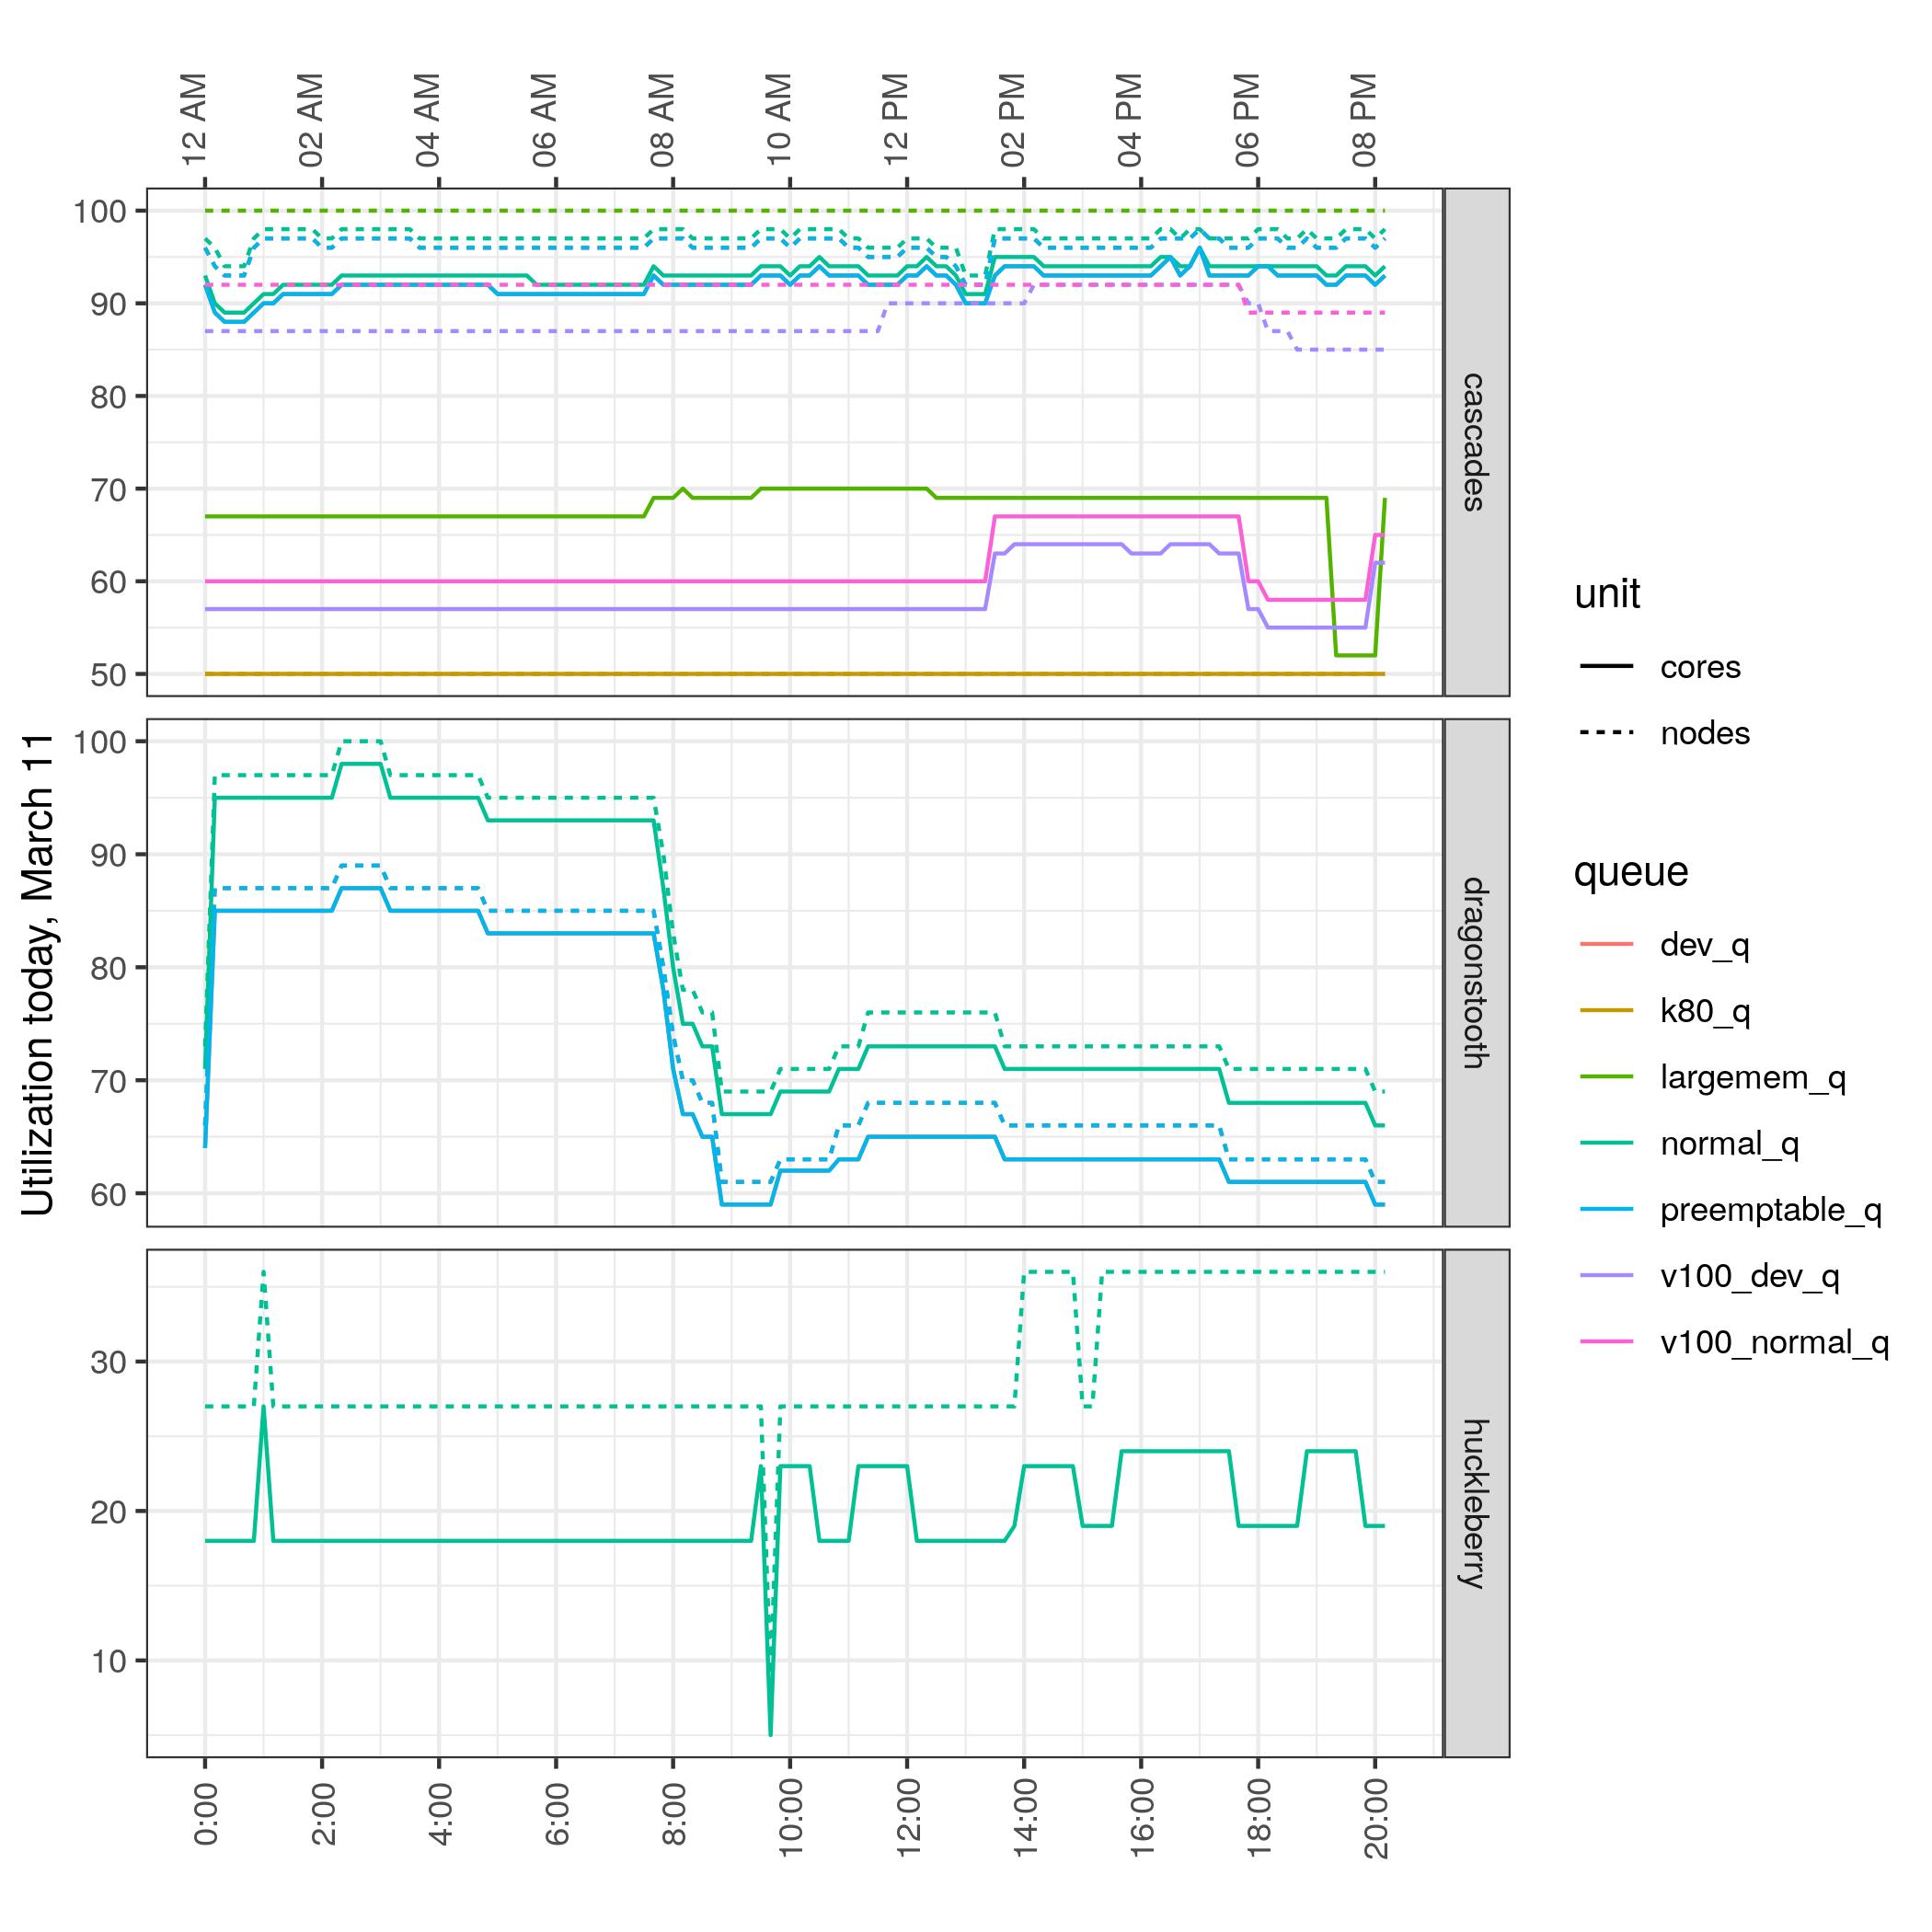 12 AM
02 AM
04 AM
06 AM
08 AM
10 AM
12 PM
02 PM
04 PM
06 PM
08 PM
Utilization today, March 11
100
90
80
70
60
50
cascades
100
90
80
70
60
dragonstooth
30
20
10
huckleberry
0:00
2:00
4:00
6:00
8:00
10:00
12:00
14:00
16:00
18:00
20:00
unit
cores
nodes
queue
dev_q
k80_q
largemem_q
normal_q
preemptable_q
v100_dev_q
v100_normal_q